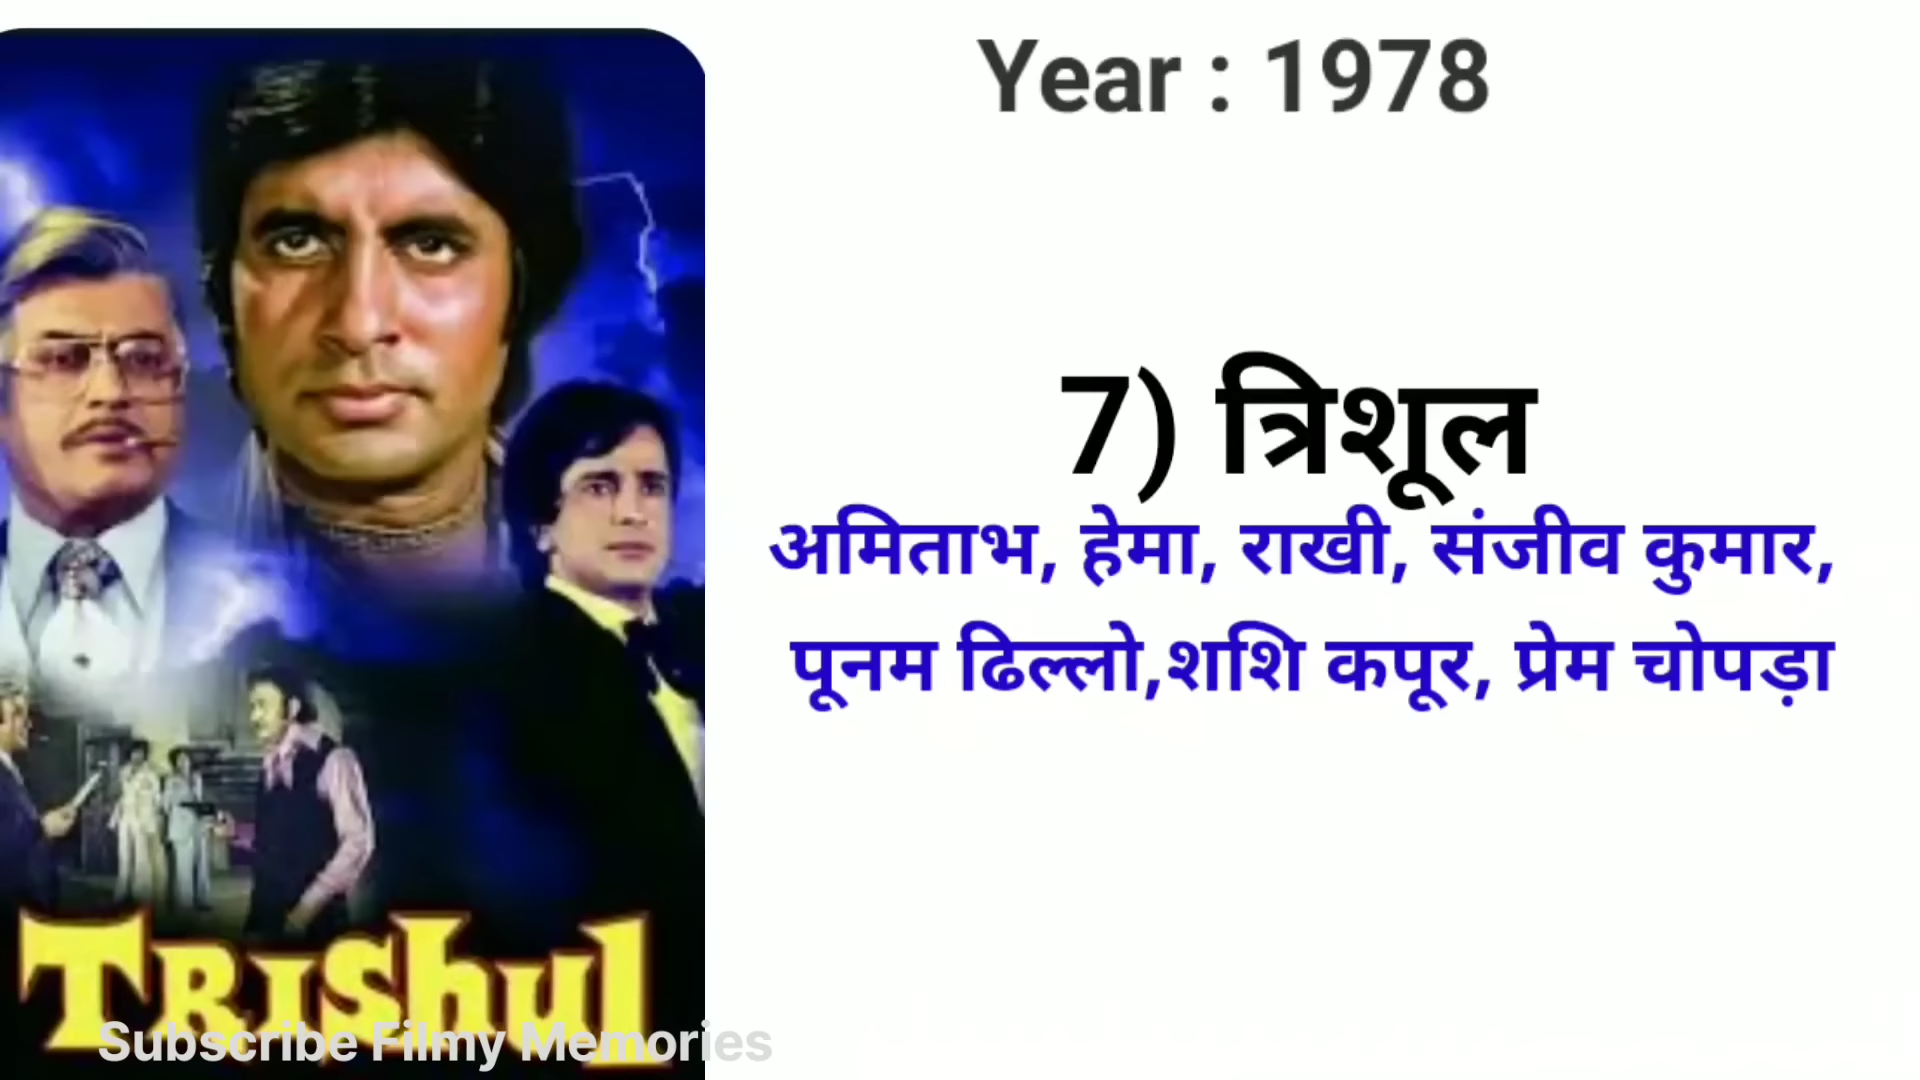 Year : 1978
7) त्रिशूल
अमिताभ, हेमा, राखी, संजीव कुमार,
पूनम ढिल्लो,शशि कपूर, प्रेम चोपड़ा
TRIShul
Subscribe Filmy Memories